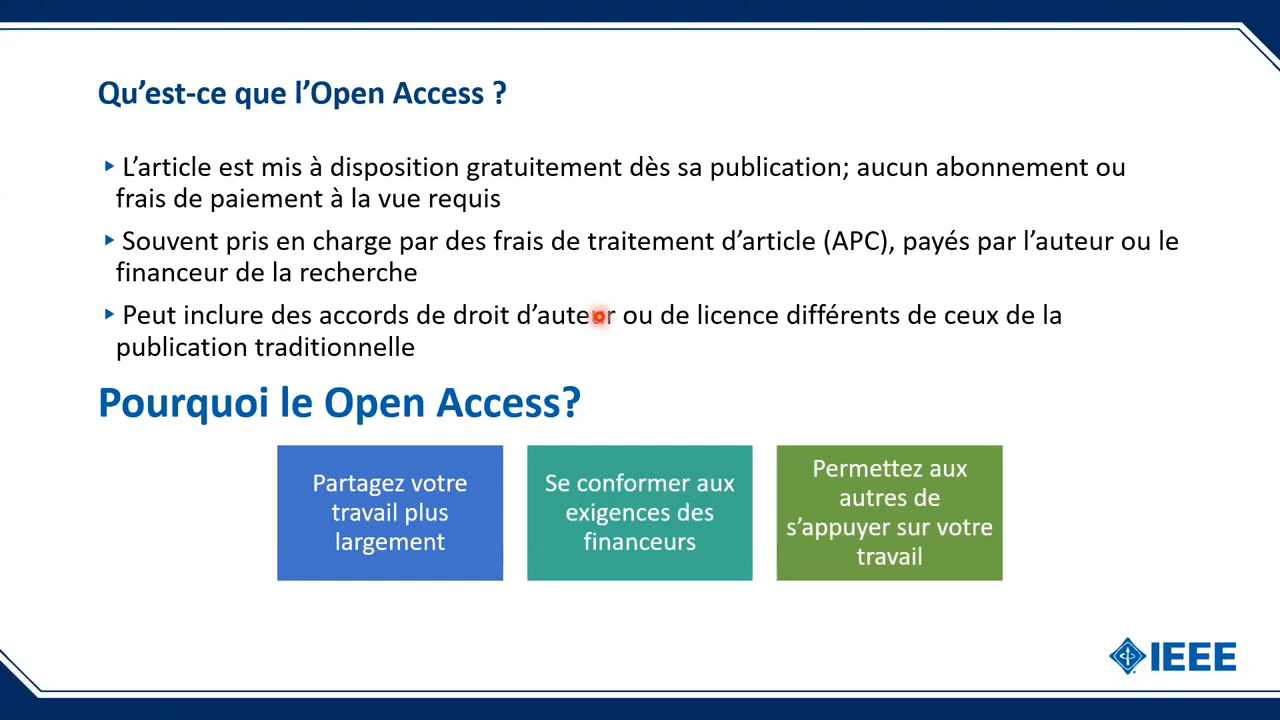 Qu’est-ce que l’Open Access ?
L’article est mis à disposition gratuitement dès sa publication; aucun abonnement ou
frais de paiement à la vue requis
Souvent pris en charge par des frais de traitement d’article (APC), payés par l’auteur ou le
financeur de la recherche
Peut inclure des accords de droit d’auteur ou de licence différents de ceux de la
publication traditionnelle
Pourquoi le Open Access?
Partagez votre
travail plus
largement
Se conformer aux
exigences des
financeurs
Permettez aux
autres de
s’appuyer sur votre
travail
IEEE